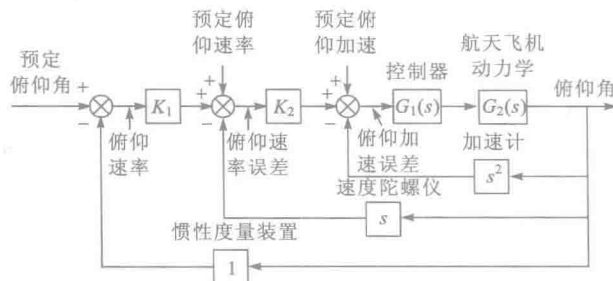 预定俯
仰速率
预定俯
仰加速
航天飞机
动力学
预定
俯仰角
控制器
俯仰角
+
−
K₁
+
+
−
K₂
+
+
−
G₁(s)
G₂(s)
俯仰
速率
俯仰速
率误差
俯仰加
速误差
加速计
s²
速度陀螺仪
s
惯性度量装置
1